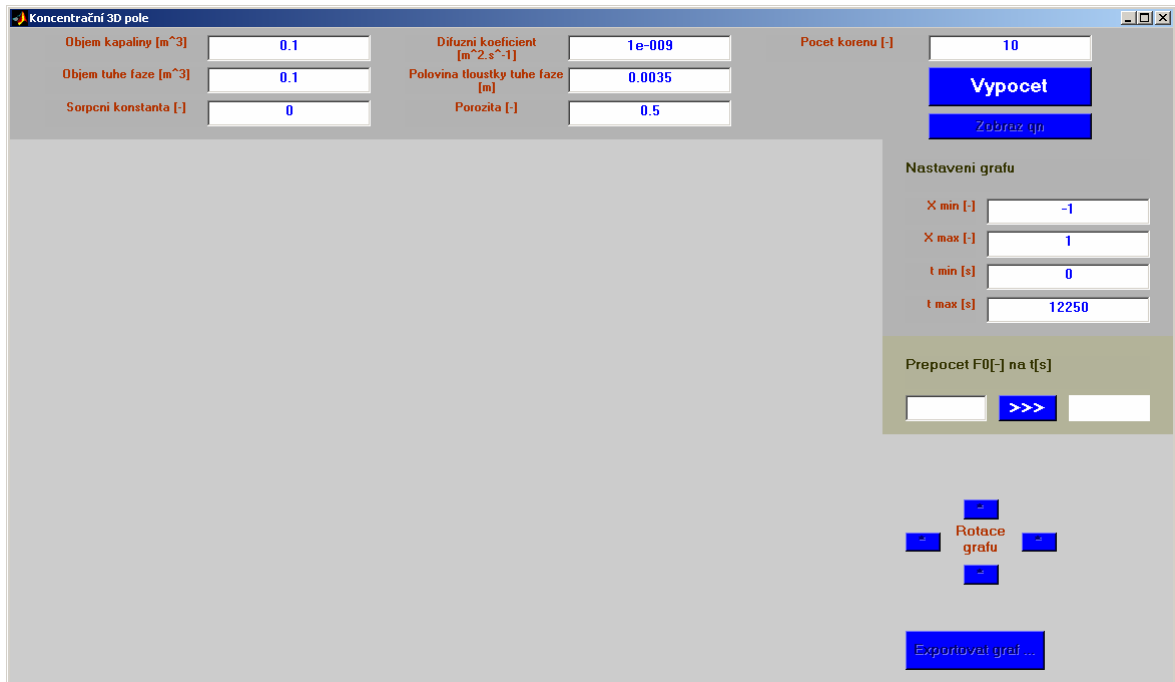 Koncentrační 3D pole
Objem kapaliny [m^3]
0.1
Difuzni koeficient
[m^2.s^-1]
1e-009
Pocet korenu [-]
10
Objem tuhe faze [m^3]
0.1
Polovina tloustky tuhe faze
[m]
0.0035
Vypocet
Sorpcni konstanta [-]
0
Porozita [-]
0.5
Zobraz qn
Nastaveni grafu
X min [-]
-1
X max [-]
1
t min [s]
0
t max [s]
12250
Prepocet F0[-] na t[s]
>>>
Rotace
grafu
Exportovat graf ...